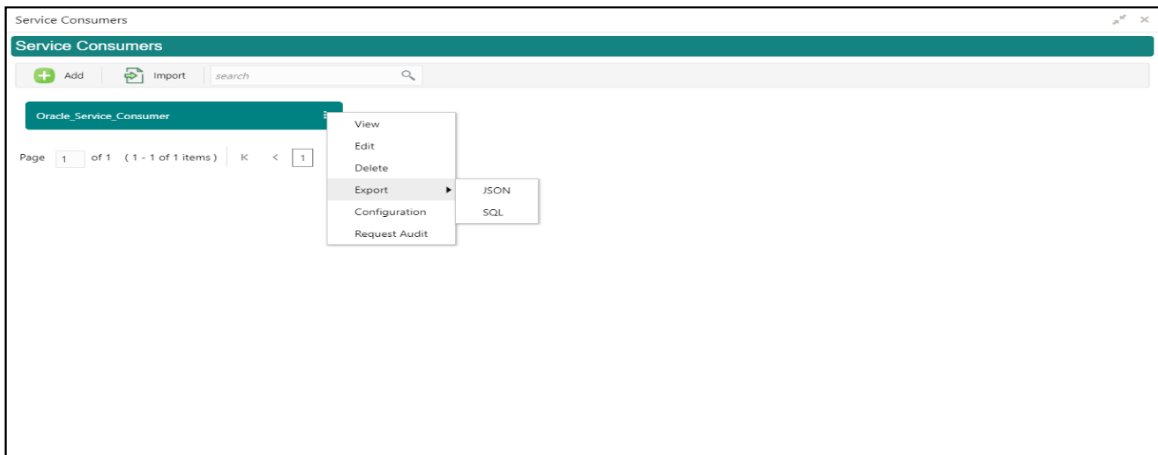 Service Consumers
Service Consumers
Add Import search
Oracle_Service_Consumer
Page 1 of 1 ( 1 - 1 of 1 items ) K < 1
View
Edit
Delete
Export
JSON
SQL
Configuration
Request Audit